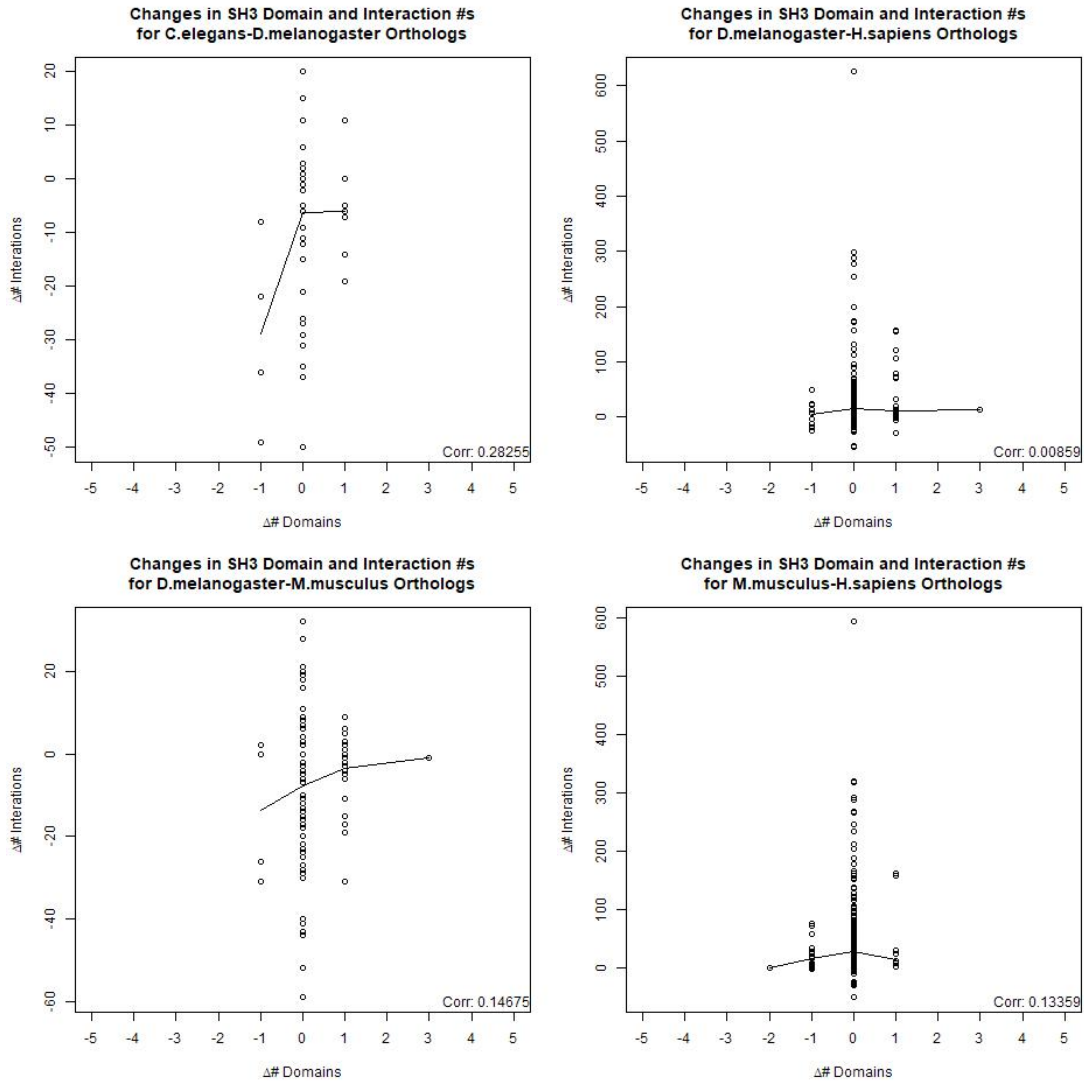 Changes in SH3 Domain and Interaction #s
for C.elegans-D.melanogaster Orthologs
20
10
0
-10
-20
-30
-40
-50
Δ# Interations
Corr: 0.28255
-5 -4 -3 -2 -1 0 1 2 3 4 5
Δ# Domains
Changes in SH3 Domain and Interaction #s
for D.melanogaster-H.sapiens Orthologs
600
500
400
300
200
100
0
Δ# Interations
Corr: 0.00859
-5 -4 -3 -2 -1 0 1 2 3 4 5
Δ# Domains
Changes in SH3 Domain and Interaction #s
for D.melanogaster-M.musculus Orthologs
20
0
-20
-40
-60
Δ# Interations
Corr: 0.14675
-5 -4 -3 -2 -1 0 1 2 3 4 5
Δ# Domains
Changes in SH3 Domain and Interaction #s
for M.musculus-H.sapiens Orthologs
600
500
400
300
200
100
0
Δ# Interations
Corr: 0.13359
-5 -4 -3 -2 -1 0 1 2 3 4 5
Δ# Domains